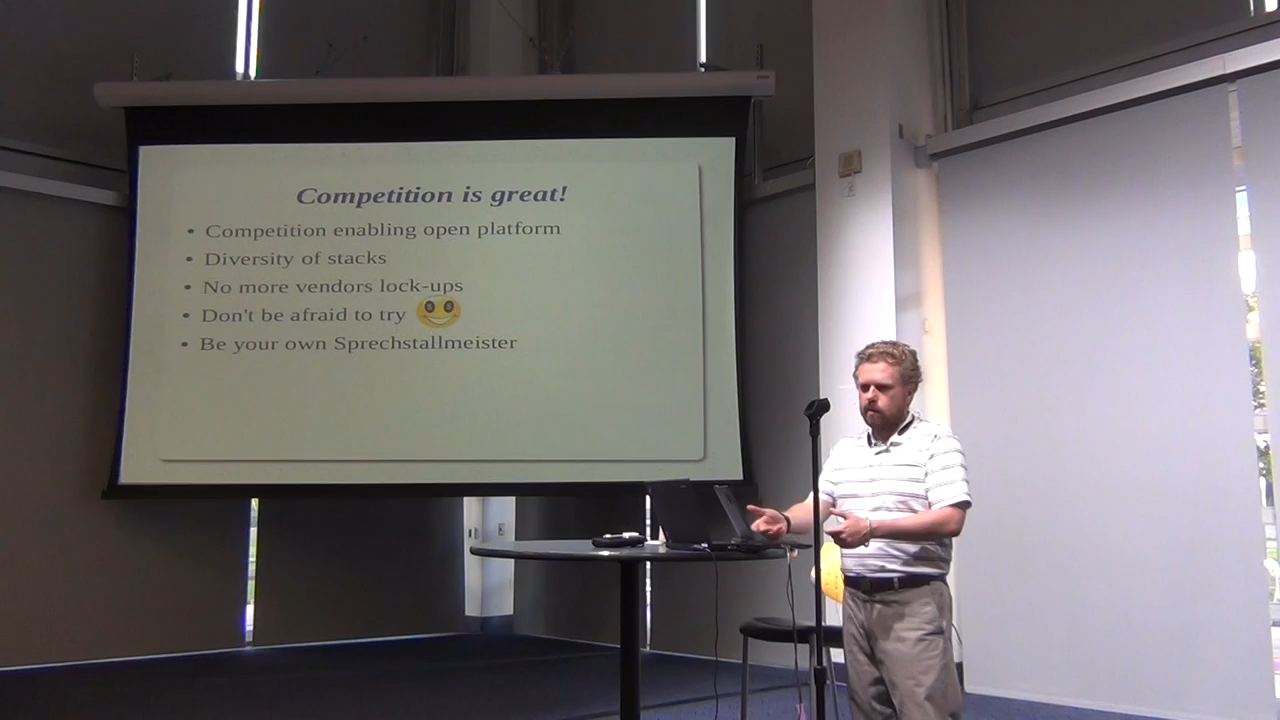 Competition is great!
• Competition enabling open platform
• Diversity of stacks
• No more vendors lock-ups
• Don't be afraid to try
• Be your own Sprechstallmeister